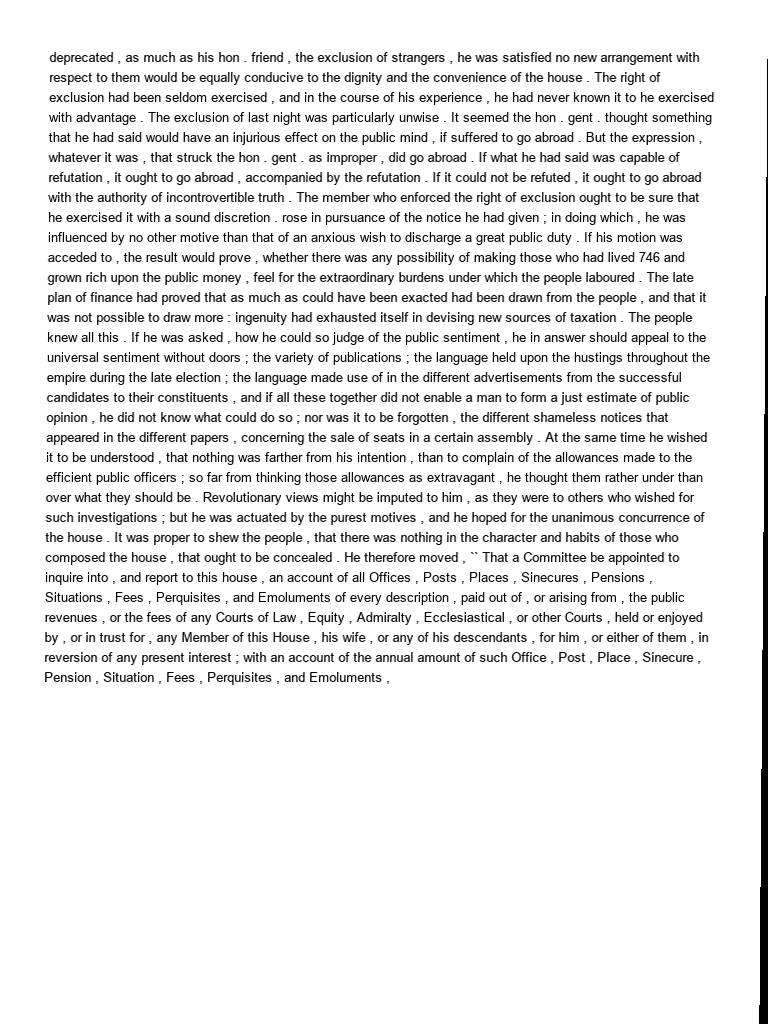 deprecated , as much as his hon . friend , the exclusion of strangers , he was satisfied no new arrangement with
respect to them would be equally conducive to the dignity and the convenience of the house . The right of
exclusion had been seldom exercised , and in the course of his experience , he had never known it to he exercised
with advantage . The exclusion of last night was particularly unwise . It seemed the hon . gent . thought something
that he had said would have an injurious effect on the public mind , if suffered to go abroad . But the expression ,
whatever it was , that struck the hon . gent . as improper , did go abroad . If what he had said was capable of
refutation , it ought to go abroad , accompanied by the refutation . If it could not be refuted , it ought to go abroad
with the authority of incontrovertible truth . The member who enforced the right of exclusion ought to be sure that
he exercised it with a sound discretion . rose in pursuance of the notice he had given ; in doing which , he was
influenced by no other motive than that of an anxious wish to discharge a great public duty . If his motion was
acceded to , the result would prove , whether there was any possibility of making those who had lived 746 and
grown rich upon the public money , feel for the extraordinary burdens under which the people laboured . The late
plan of finance had proved that as much as could have been exacted had been drawn from the people , and that it
was not possible to draw more : ingenuity had exhausted itself in devising new sources of taxation . The people
knew all this . If he was asked , how he could so judge of the public sentiment , he in answer should appeal to the
universal sentiment without doors ; the variety of publications ; the language held upon the hustings throughout the
empire during the late election ; the language made use of in the different advertisements from the successful
candidates to their constituents , and if all these together did not enable a man to form a just estimate of public
opinion , he did not know what could do so ; nor was it to be forgotten , the different shameless notices that
appeared in the different papers , concerning the sale of seats in a certain assembly . At the same time he wished
it to be understood , that nothing was farther from his intention , than to complain of the allowances made to the
efficient public officers ; so far from thinking those allowances as extravagant , he thought them rather under than
over what they should be . Revolutionary views might be imputed to him , as they were to others who wished for
such investigations ; but he was actuated by the purest motives , and he hoped for the unanimous concurrence of
the house . It was proper to shew the people , that there was nothing in the character and habits of those who
composed the house , that ought to be concealed . He therefore moved , `` That a Committee be appointed to
inquire into , and report to this house , an account of all Offices , Posts , Places , Sinecures , Pensions ,
Situations , Fees , Perquisites , and Emoluments of every description , paid out of , or arising from , the public
revenues , or the fees of any Courts of Law , Equity , Admiralty , Ecclesiastical , or other Courts , held or enjoyed
by , or in trust for , any Member of this House , his wife , or any of his descendants , for him , or either of them , in
reversion of any present interest ; with an account of the annual amount of such Office , Post , Place , Sinecure ,
Pension , Situation , Fees , Perquisites , and Emoluments ,